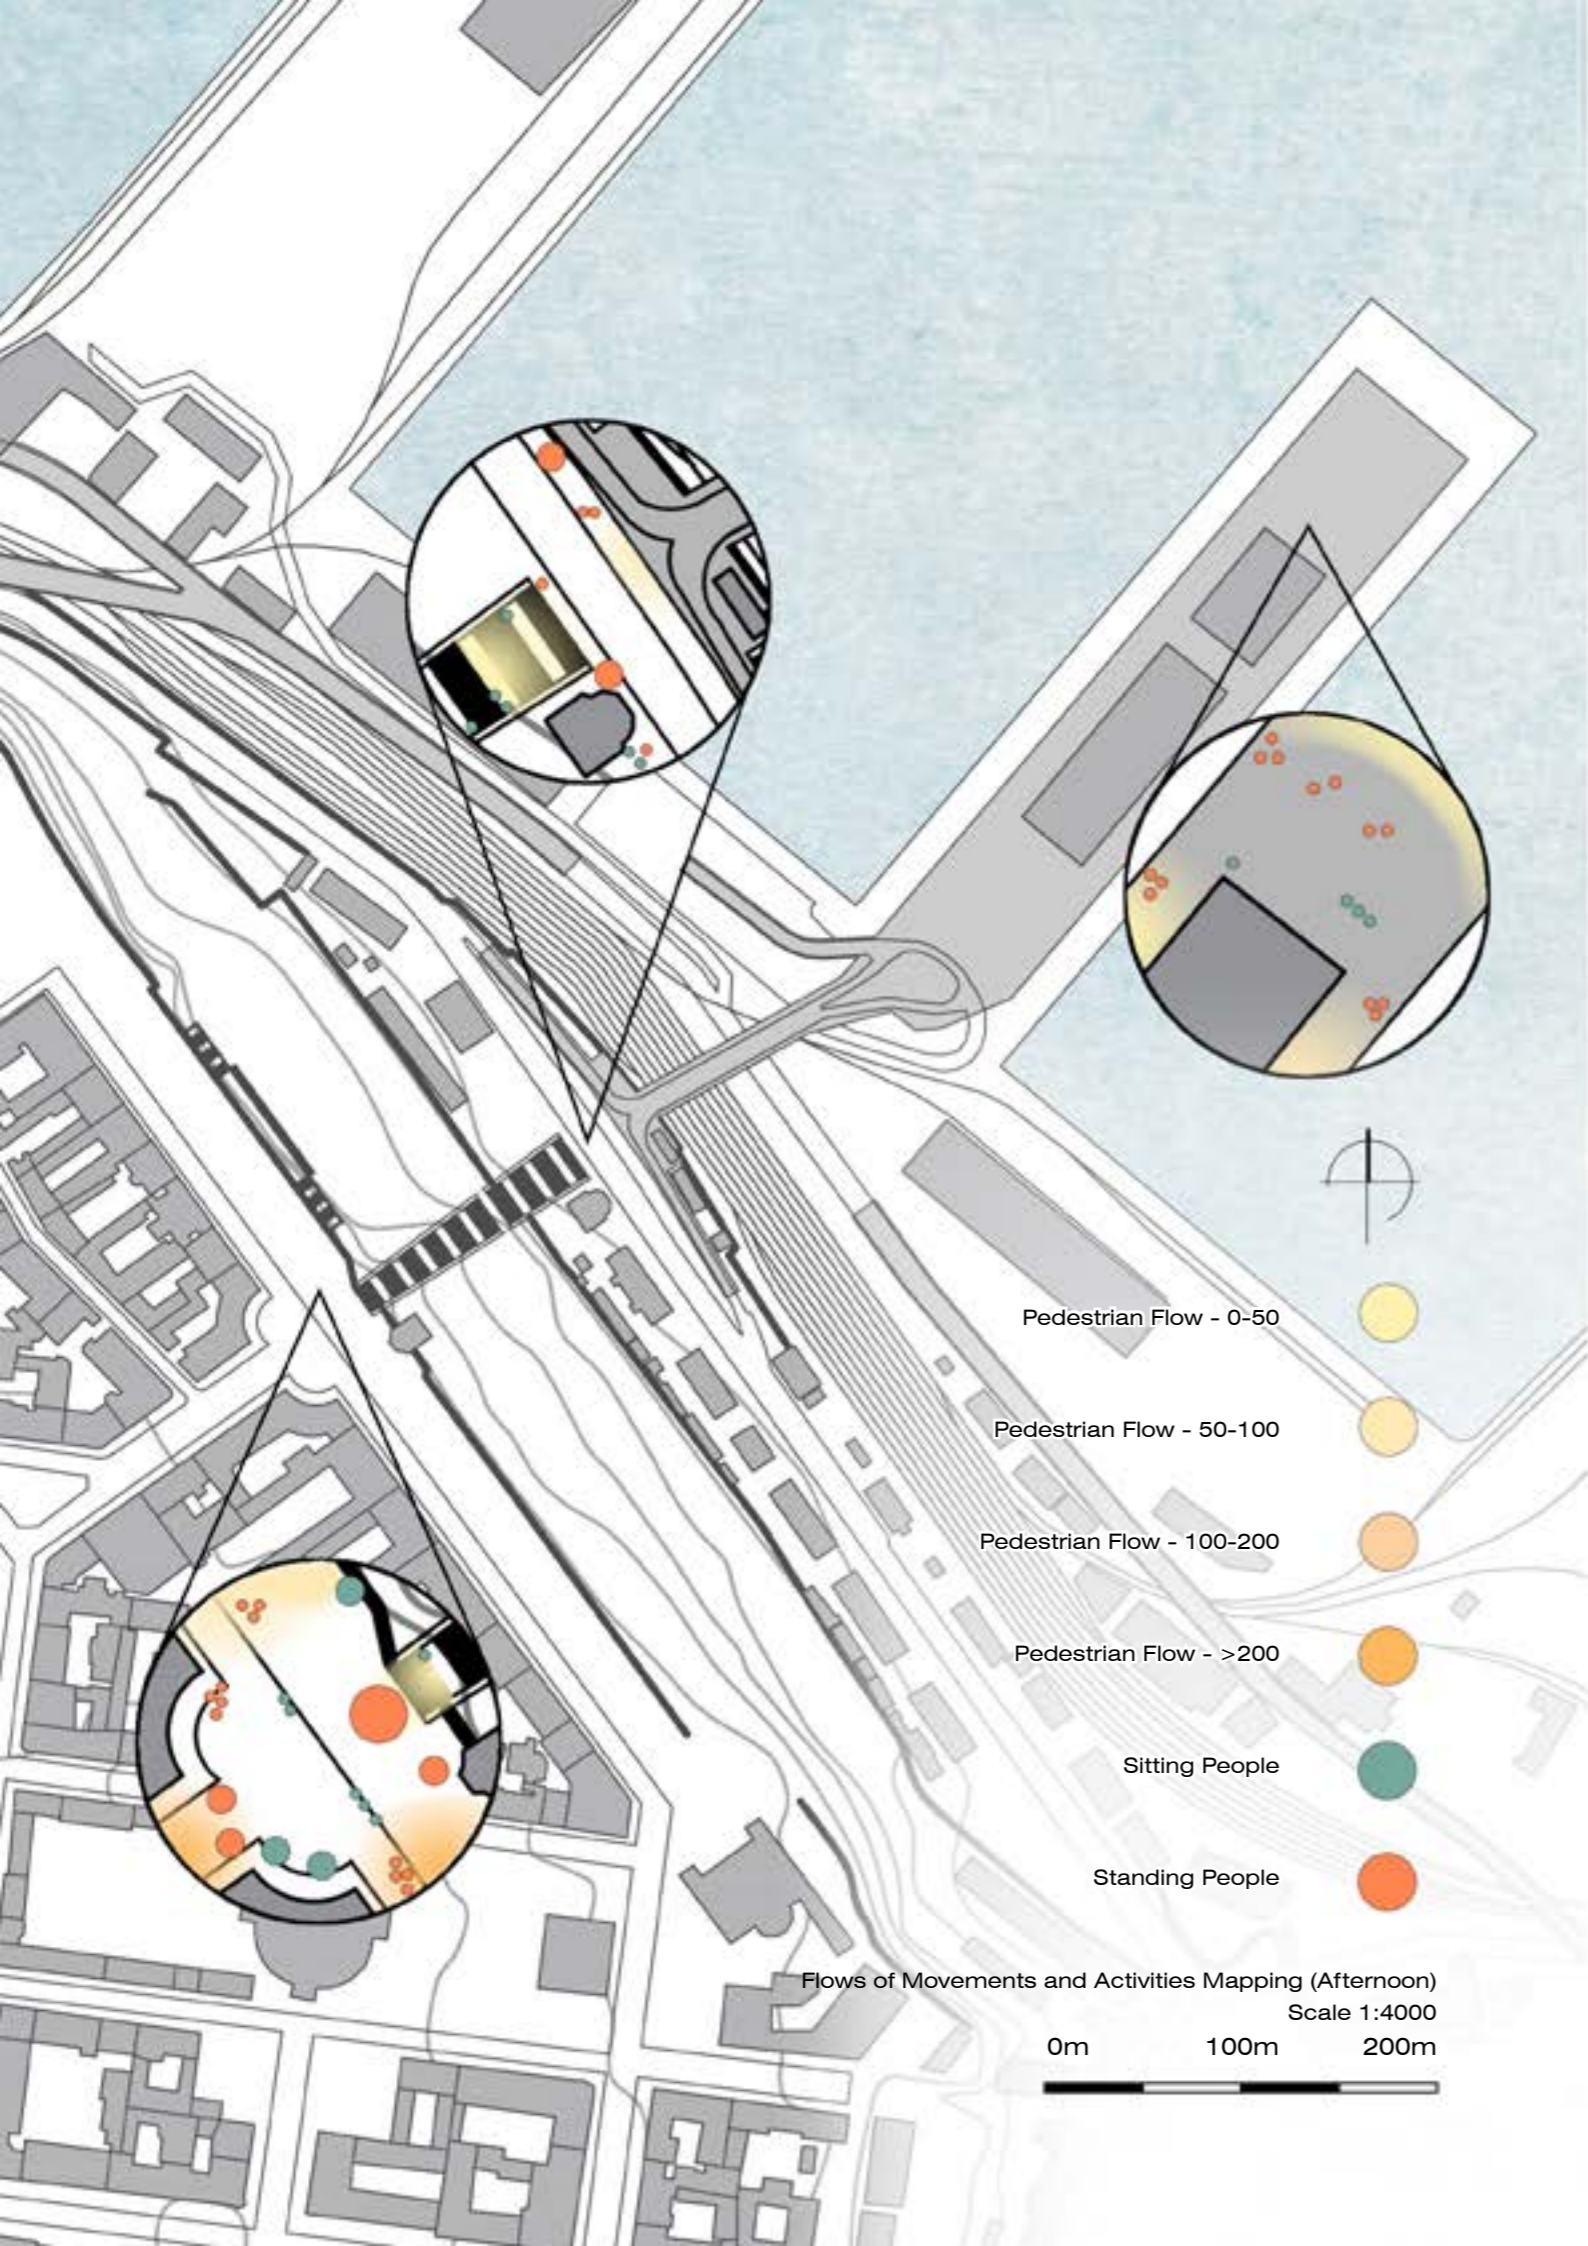 Pedestrian Flow - 0-50
Pedestrian Flow - 50-100
Pedestrian Flow - 100-200
Pedestrian Flow - >200
Sitting People
Standing People
Flows of Movements and Activities Mapping (Afternoon)
Scale 1:4000
0m 100m 200m